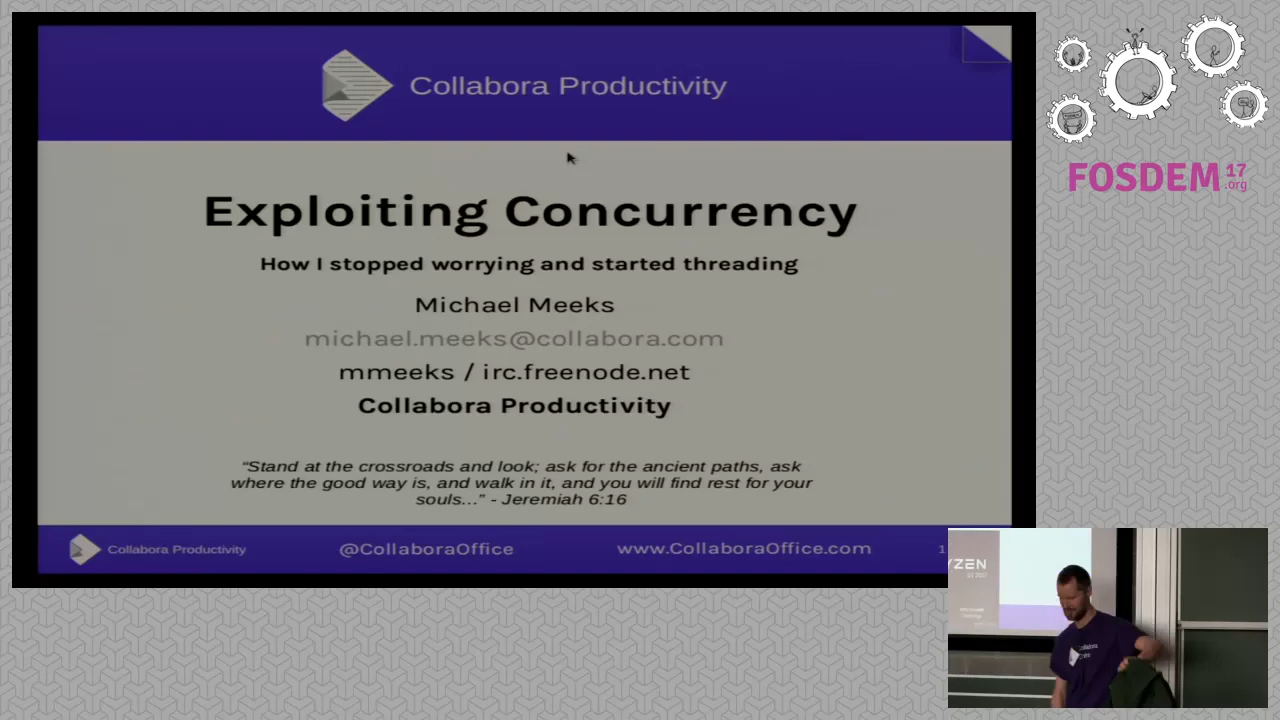 Collabora Productivity
Exploiting Concurrency
How I stopped worrying and started threading
Michael Meeks
michael.meeks@collabora.com
mmeeks / irc.freenode.net
Collabora Productivity
“Stand at the crossroads and look; ask for the ancient paths, ask
where the good way is, and walk in it, and you will find rest for your
souls...” - Jeremiah 6:16
Collabora Productivity
@CollaboraOffice
www.CollaboraOffice.com
1
FOSDEM 17
.org
YZEN
Collabora